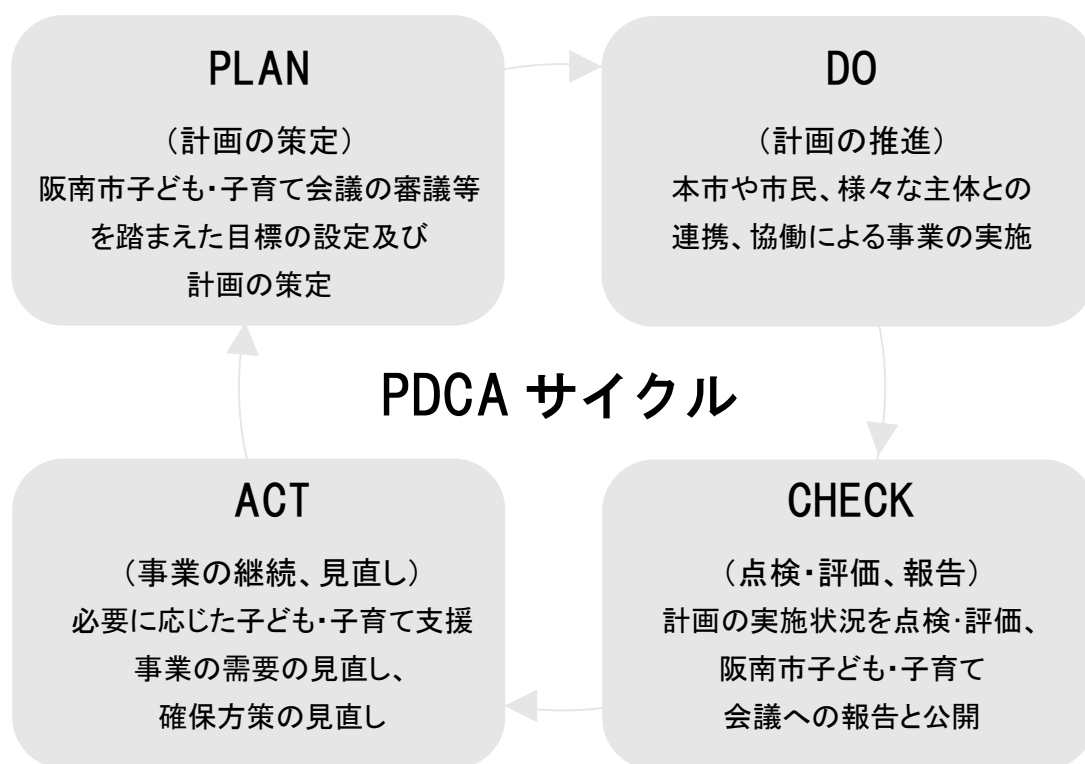 PLAN
（計画の策定）
阪南市子ども・子育て会議の審議等
を踏まえた目標の設定及び
計画の策定
DO
（計画の推進）
本市や市民、様々な主体との
連携、協働による事業の実施
PDCA サイクル
ACT
（事業の継続、見直し）
必要に応じた子ども・子育て支援
事業の需要の見直し、
確保方策の見直し
CHECK
（点検・評価、報告）
計画の実施状況を点検・評価、
阪南市子ども・子育て
会議への報告と公開